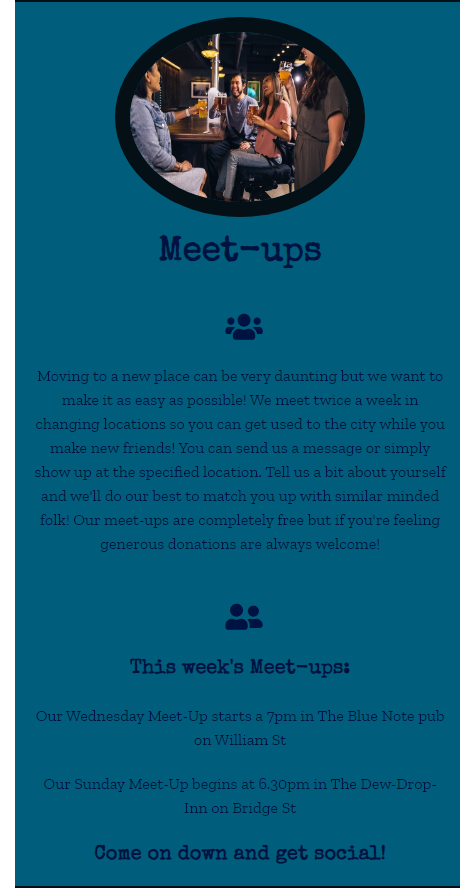 Meet-ups
Moving to a new place can be very daunting but we want to
make it as easy as possible! We meet twice a week in
changing locations so you can get used to the city while you
make new friends! You can send us a message or simply
show up at the specified location. Tell us a bit about yourself
and we'll do our best to match you up with similar minded
folk! Our meet-ups are completely free but if you're feeling
generous donations are always welcome!
This week's Meet-ups:
Our Wednesday Meet-Up starts a 7pm in The Blue Note pub
on William St
Our Sunday Meet-Up begins at 6.30pm in The Dew-Drop-
Inn on Bridge St
Come on down and get social!